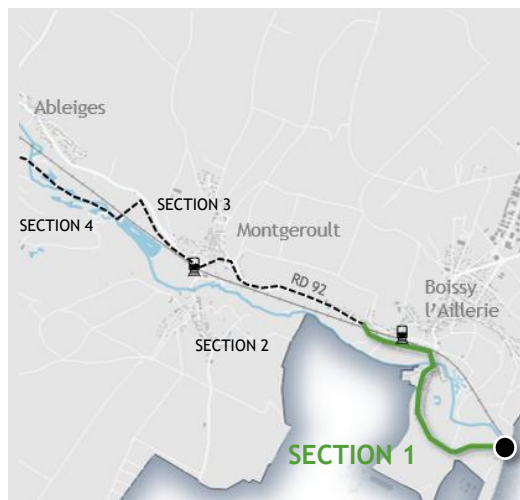 Ableiges
SECTION 3
SECTION 4
Montgeroult
RD 92
Boissy
l'Aillerie
SECTION 2
SECTION 1